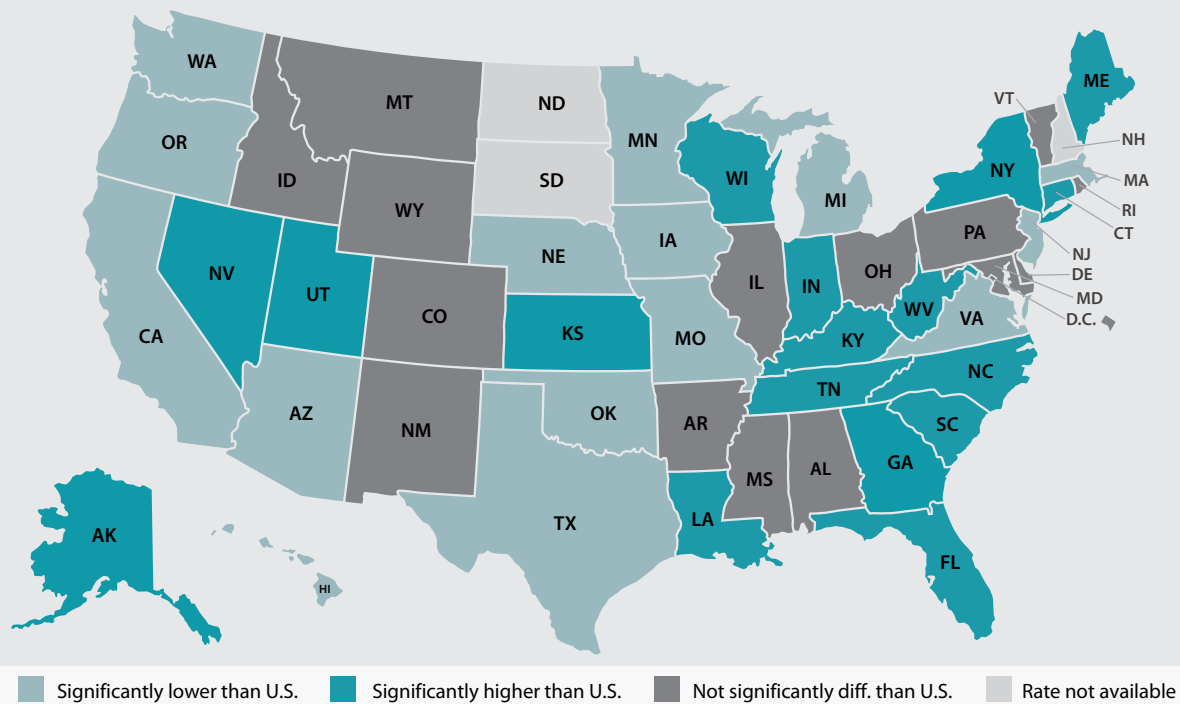 WA
ME
MT
ND
VT
OR
MN
NH
NY
ID
SD
WI
MA
MI
WY
RI
CT
IA
PA
NJ
NE
NV
OH
DE
IL
IN
UT
MD
CO
WV
VA
D.C.
CA
KS
MO
KY
NC
TN
AZ
OK
NM
AR
SC
GA
MS
AL
LA
TX
AK
FL
HI
Significantly lower than U.S.
Significantly higher than U.S.
Not significantly diff. than U.S.
Rate not available